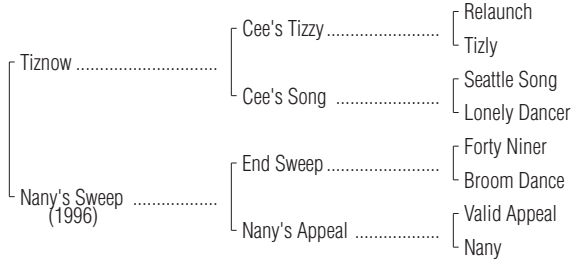 Relaunch
Cee's Tizzy
Tizly
Tiznow
Seattle Song
Cee's Song
Lonely Dancer
Forty Niner
End Sweep
Broom Dance
Nany's Sweep
(1996)
Valid Appeal
Nany's Appeal
Nany